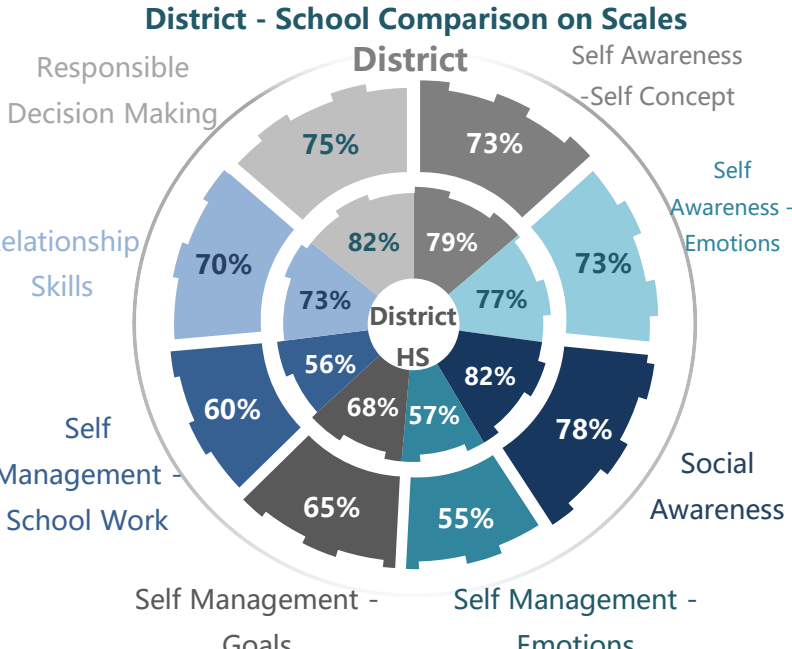 District - School Comparison on Scales
District
Self Awareness
-Self Concept
Responsible
Decision Making
Self
Awareness -
Emotions
elationship
Skills
Self
Management -
School Work
Social
Awareness
Self Management -
Goals
Self Management -
Emotions
75%
73%
73%
78%
55%
65%
60%
70%
82%
79%
77%
82%
57%
68%
56%
73%
District
HS